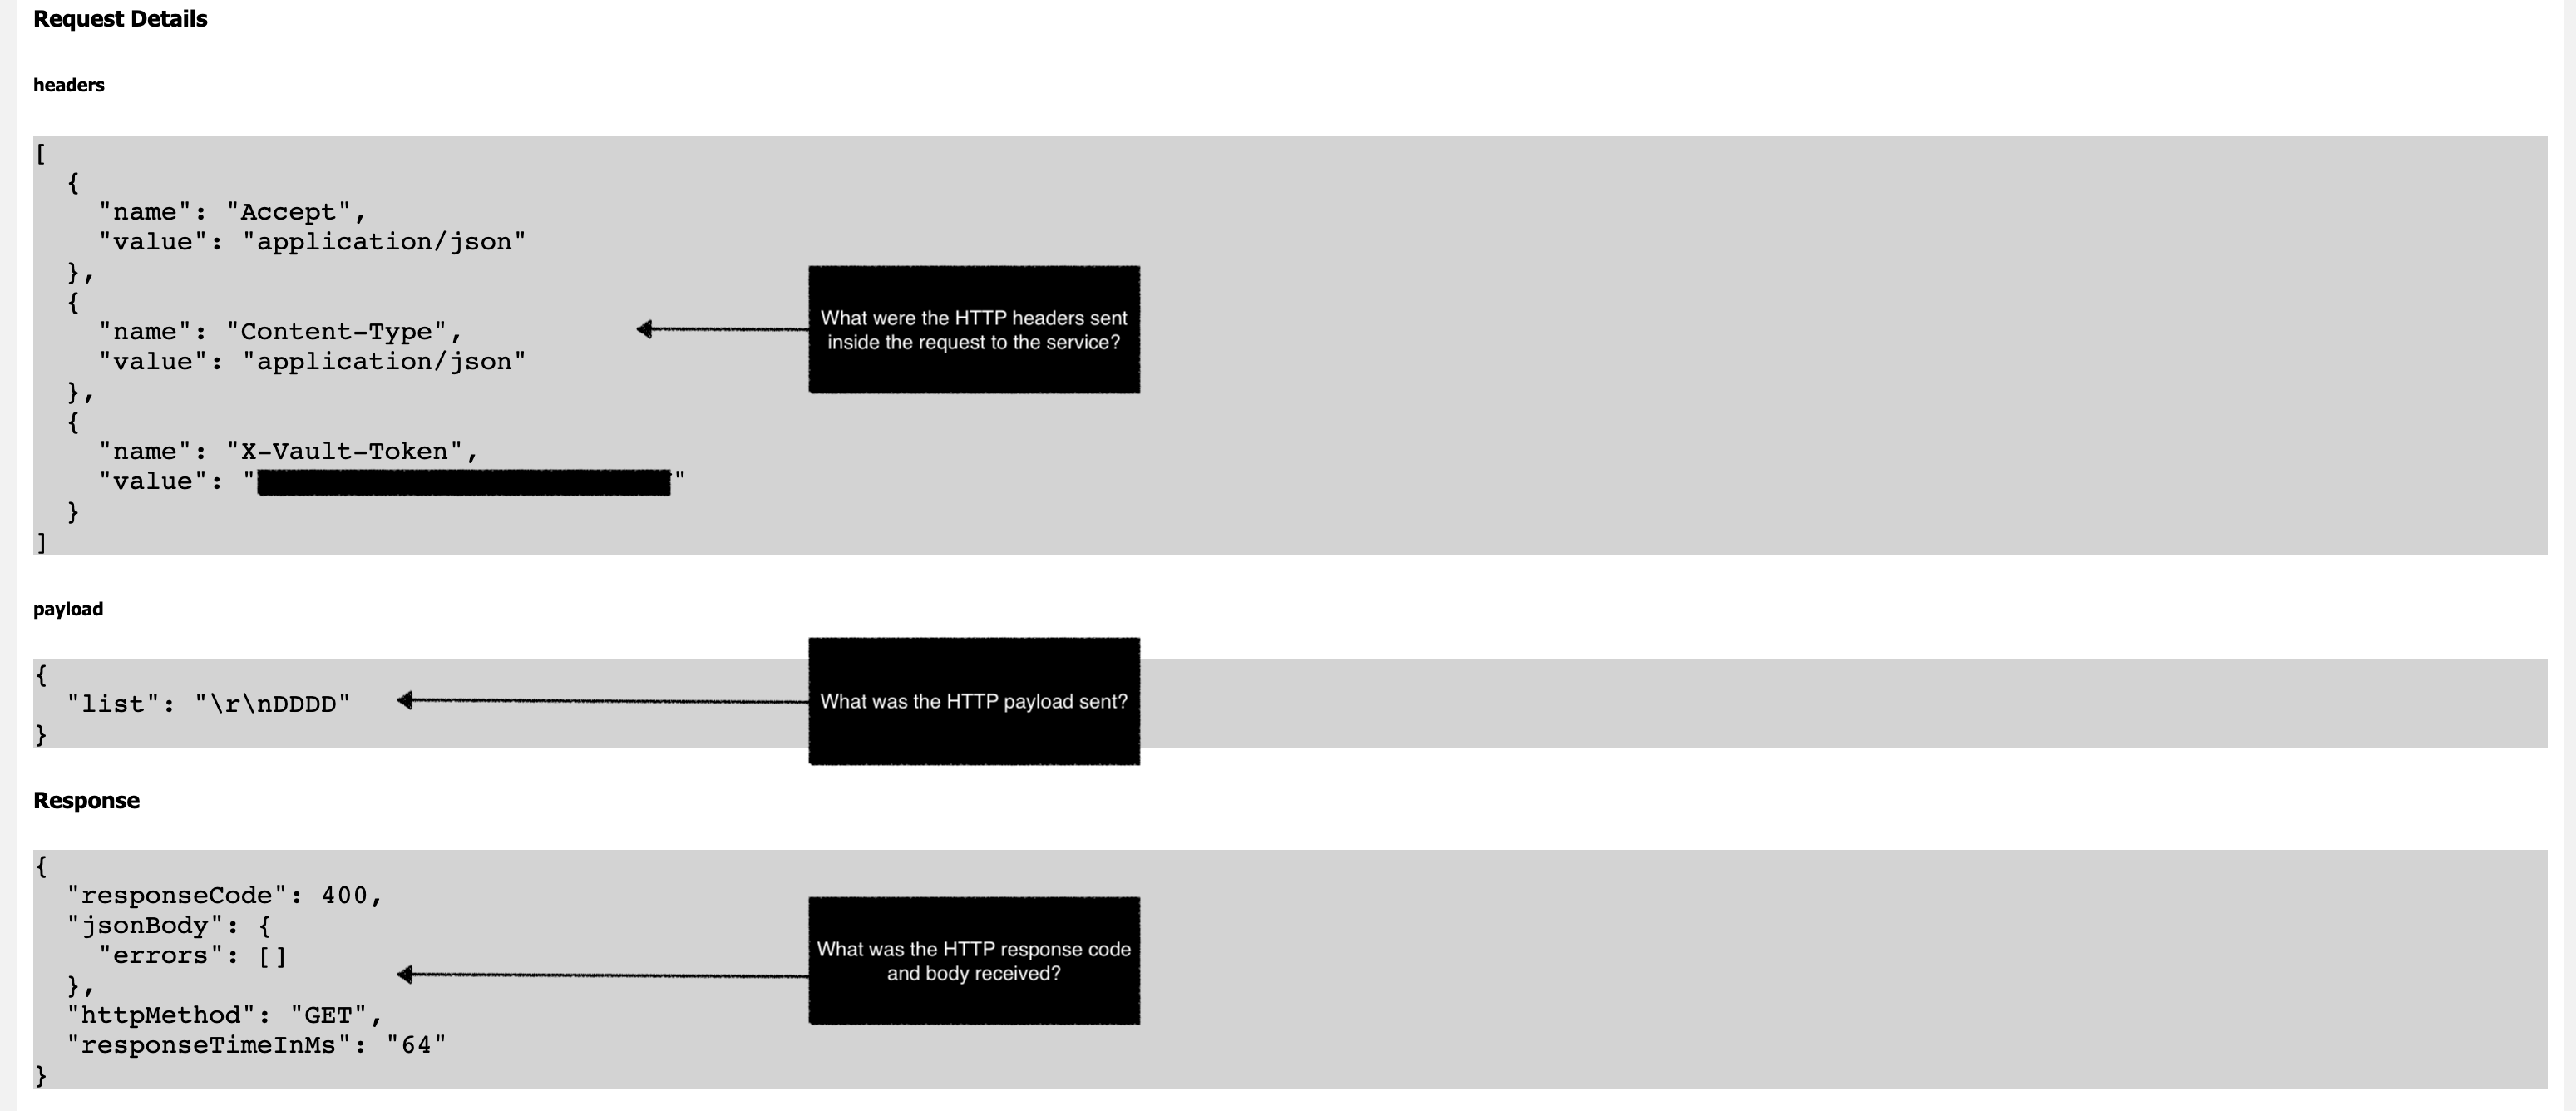 Request Details
headers
[
{
"name": "Accept",
"value": "application/json"
},
{
"name": "Content-Type",
"value": "application/json"
},
{
"name": "X-Vault-Token",
"value": " "
}
]
What were the HTTP headers sent
inside the request to the service?
payload
{
"list": "\r\nDDDD"
}
What was the HTTP payload sent?
Response
{
"responseCode": 400,
"jsonBody": {
"errors": []
},
"httpMethod": "GET",
"responseTimeInMs": "64"
}
What was the HTTP response code
and body received?